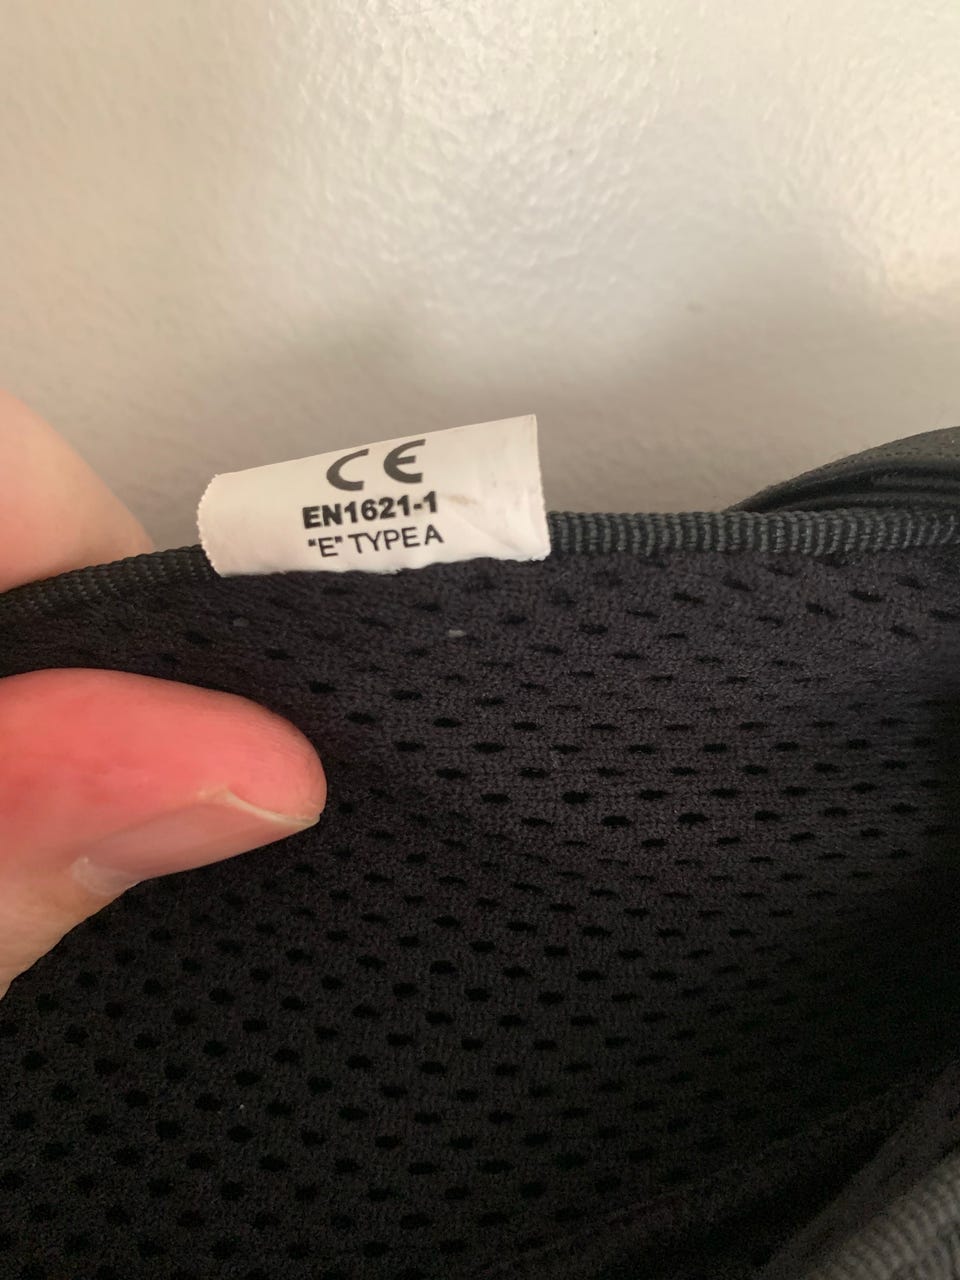 CE
EN1621-1
"E" TYPE A